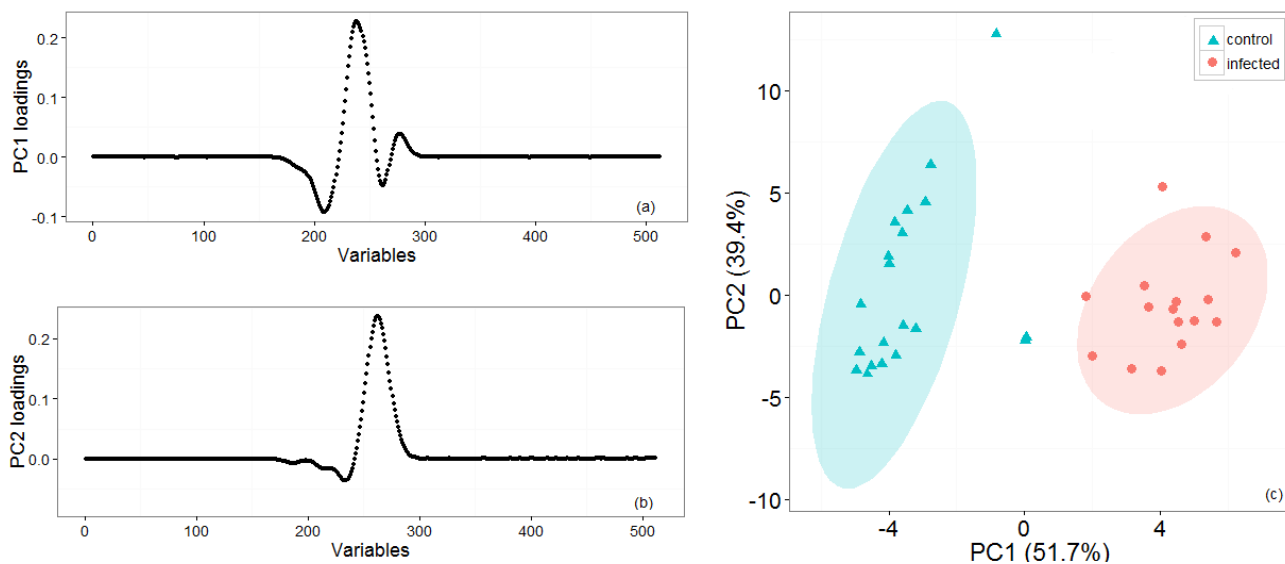 PC1 loadings
0.2
0.1
0.0
-0.1
0 100 200 300 400 500
Variables
(a)
PC2 loadings
0.2
0.1
0.0
0 100 200 300 400 500
Variables
(b)
control
infected
PC2 (39.4%)
10
5
0
-5
-10
-4 0 4
PC1 (51.7%)
(c)